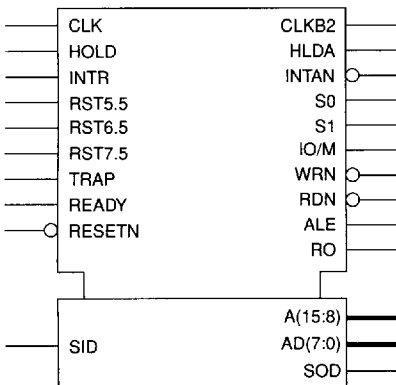 CLK CLKB2
HOLD HLDA
INTR INTAN
RST5.5 S0
RST6.5 S1
RST7.5 IO/M
TRAP WRN
READY RDN
RESETN ALE
RO
A(15:8)
SID AD(7:0)
SOD